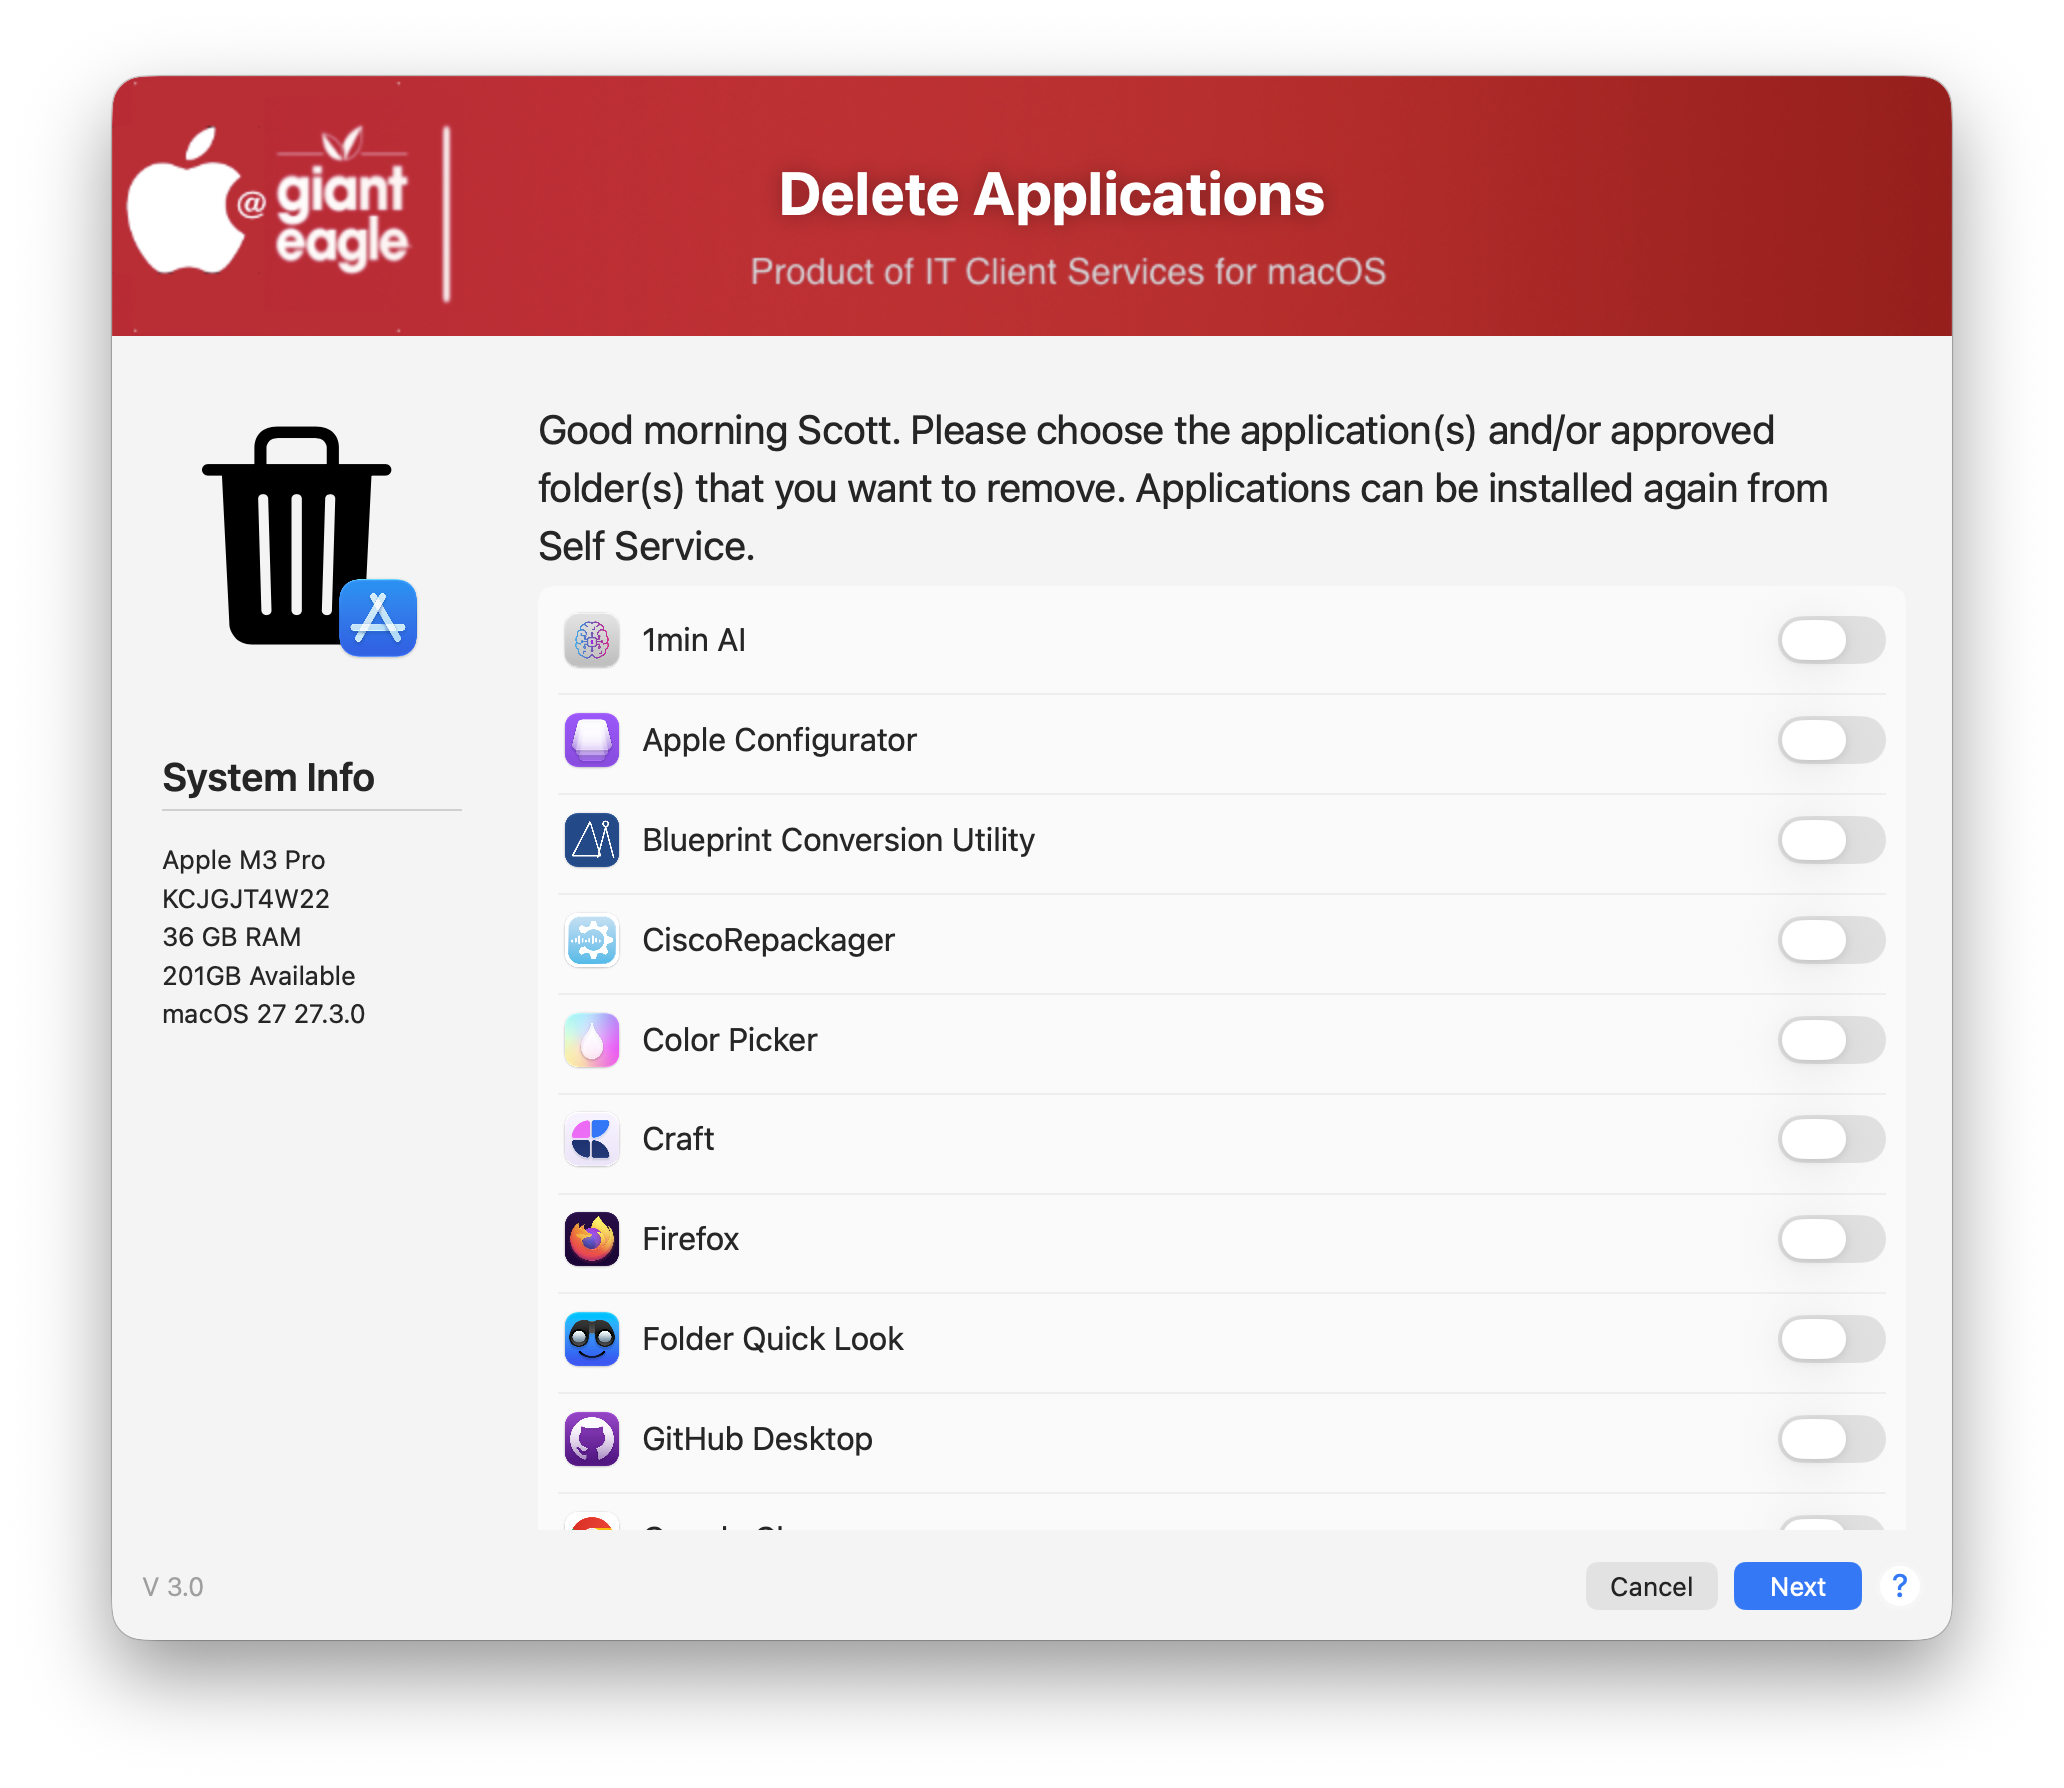 @ giant
eagle
Delete Applications
Product of IT Client Services for macOS
Good morning Scott. Please choose the application(s) and/or approved
folder(s) that you want to remove. Applications can be installed again from
Self Service.
System Info
Apple M3 Pro
KCJGJT4W22
36 GB RAM
201GB Available
macOS 27 27.3.0
1min AI
Apple Configurator
Blueprint Conversion Utility
CiscoRepackager
Color Picker
Craft
Firefox
Folder Quick Look
GitHub Desktop
V 3.0
Cancel
Next
?